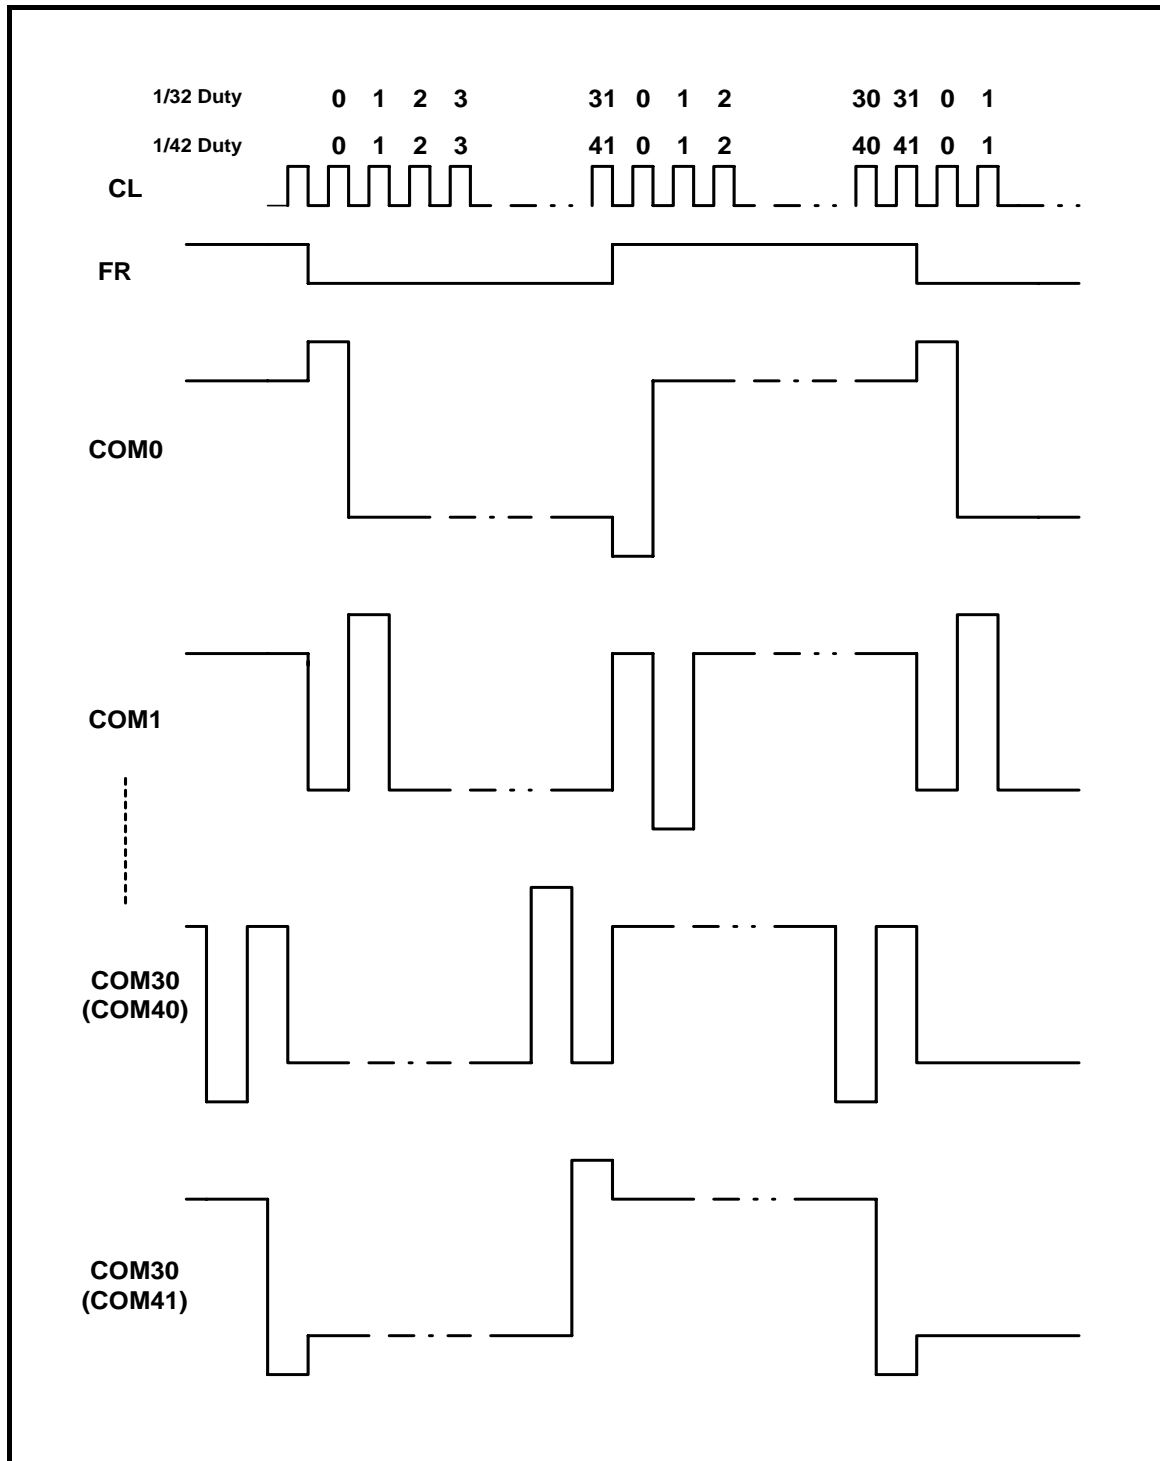 1/32 Duty 0 1 2 3 31 0 1 2 30 31 0 1
1/42 Duty 0 1 2 3 41 0 1 2 40 41 0 1
CL
FR
COM0
COM1
COM30
(COM40)
COM30
(COM41)